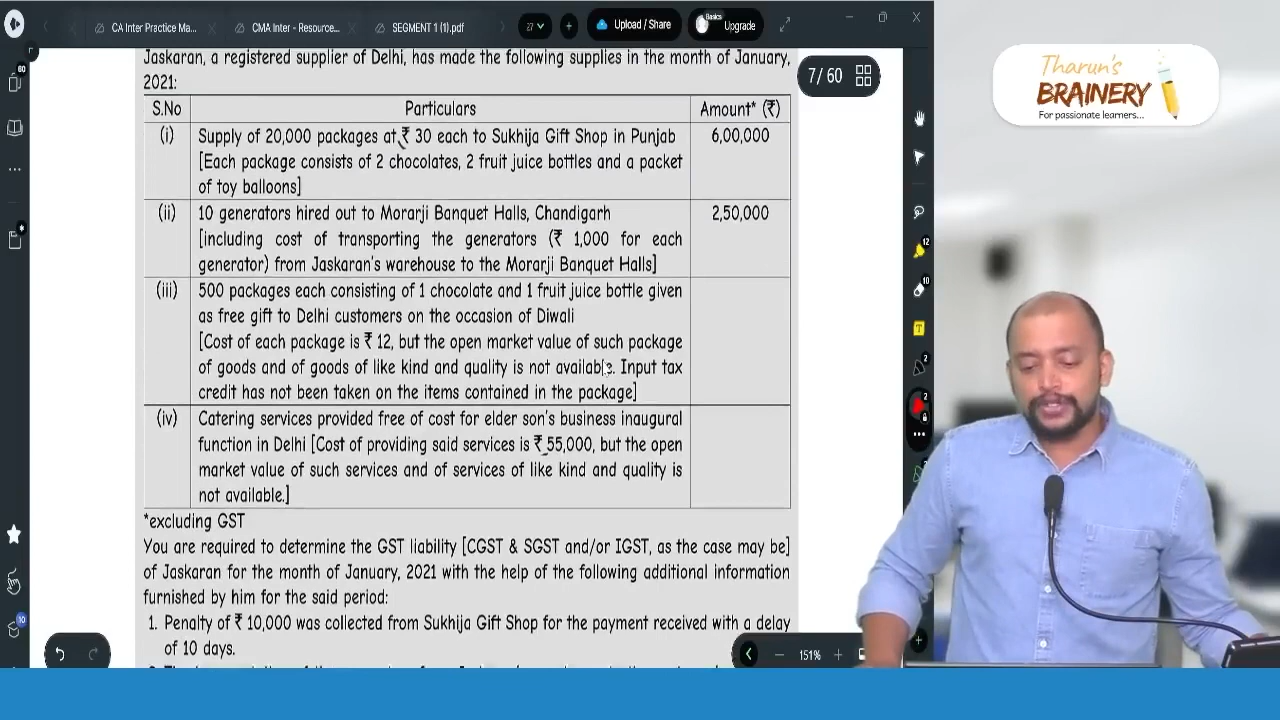 CA Inter Practice Ma...
CMA Inter - Resource...
SEGMENT 1 (1).pdf
27
Upload / Share
Basics
Upgrade
60
7/60
Tharun's
BRAINERY
For passionate learners...
Jaskaran, a registered supplier of Delhi, has made the following supplies in the month of January,
2021:
S.No Particulars Amount* (₹)
(i) Supply of 20,000 packages at ₹ 30 each to Sukhija Gift Shop in Punjab 6,00,000
[Each package consists of 2 chocolates, 2 fruit juice bottles and a packet
of toy balloons]
(ii) 10 generators hired out to Morarji Banquet Halls, Chandigarh 2,50,000
[including cost of transporting the generators (₹ 1,000 for each
generator) from Jaskaran's warehouse to the Morarji Banquet Halls]
(iii) 500 packages each consisting of 1 chocolate and 1 fruit juice bottle given
as free gift to Delhi customers on the occasion of Diwali
[Cost of each package is ₹ 12, but the open market value of such package
of goods and of goods of like kind and quality is not available. Input tax
credit has not been taken on the items contained in the package]
(iv) Catering services provided free of cost for elder son's business inaugural
function in Delhi [Cost of providing said services is ₹ 55,000, but the open
market value of such services and of services of like kind and quality is
not available.]
*excluding GST
You are required to determine the GST liability [CGST & SGST and/or IGST, as the case may be]
of Jaskaran for the month of January, 2021 with the help of the following additional information
furnished by him for the said period:
1. Penalty of ₹ 10,000 was collected from Sukhija Gift Shop for the payment received with a delay
of 10 days.
12
10
T
2
2
10
151%